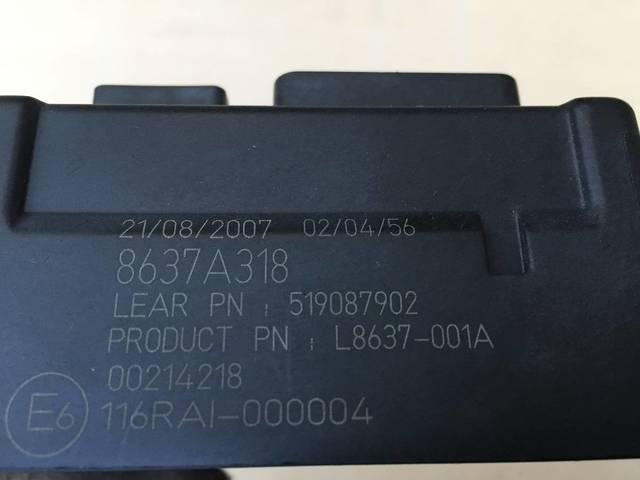 21/08/2007 02/04/56
8637A318
LEAR PN : 519087902
PRODUCT PN : L8637-001A
00214218
E6 116RAI-000004